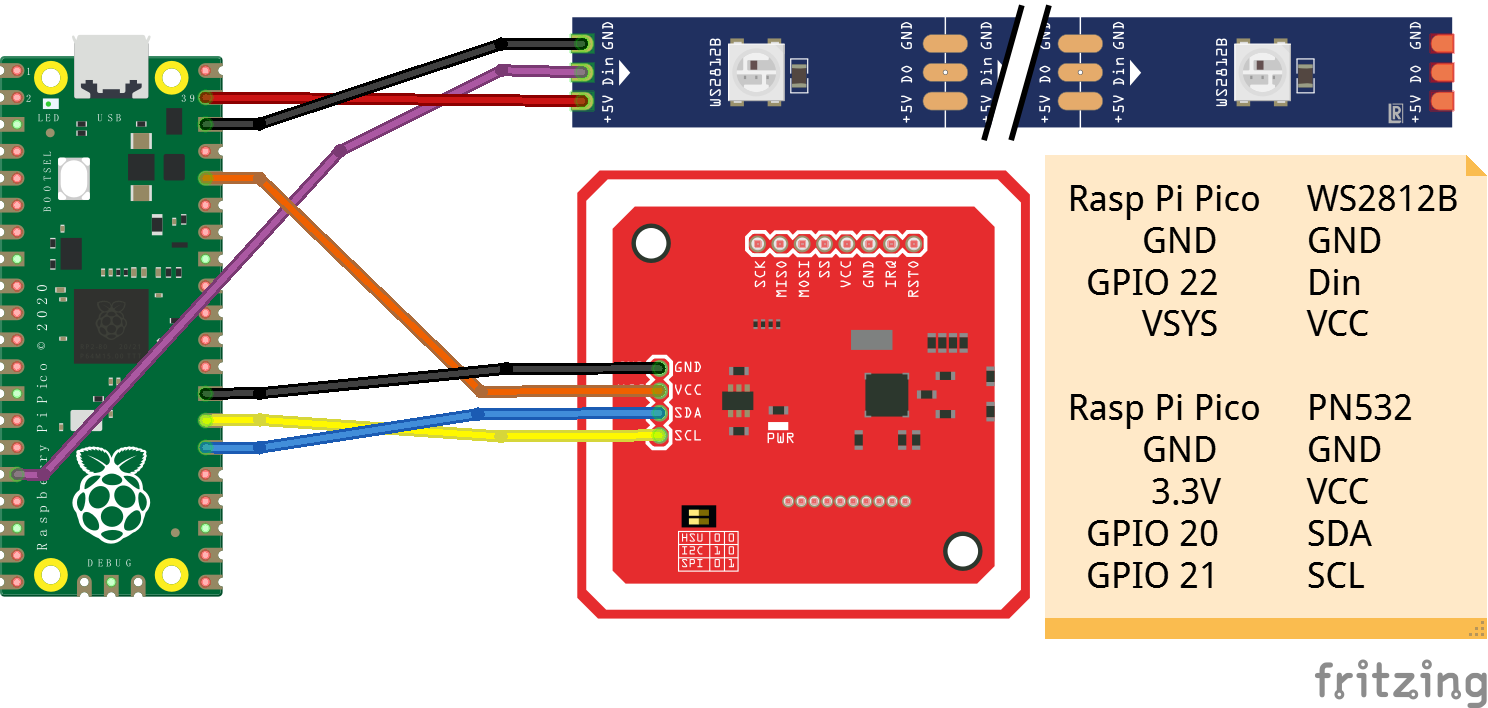 GND
Din
+5V
WS2812B
GND
D0
+5V
GND
Din
+5V
GND
D0
+5V
GND
Din
+5V
WS2812B
GND
D0
+5V
R
1
2
39
LED
USB
BOOTSEL
Raspberry Pi Pico © 2020
DEBUG
SCK
MISO
MOSI
SS
VCC
GND
IRQ
RSTO
GND
VCC
SDA
SCL
PWR
HSU 0 0
I2C 1 0
SPI 0 1
Rasp Pi Pico WS2812B
GND GND
GPIO 22 Din
VSYS VCC
Rasp Pi Pico PN532
GND GND
3.3V VCC
GPIO 20 SDA
GPIO 21 SCL
fritzing